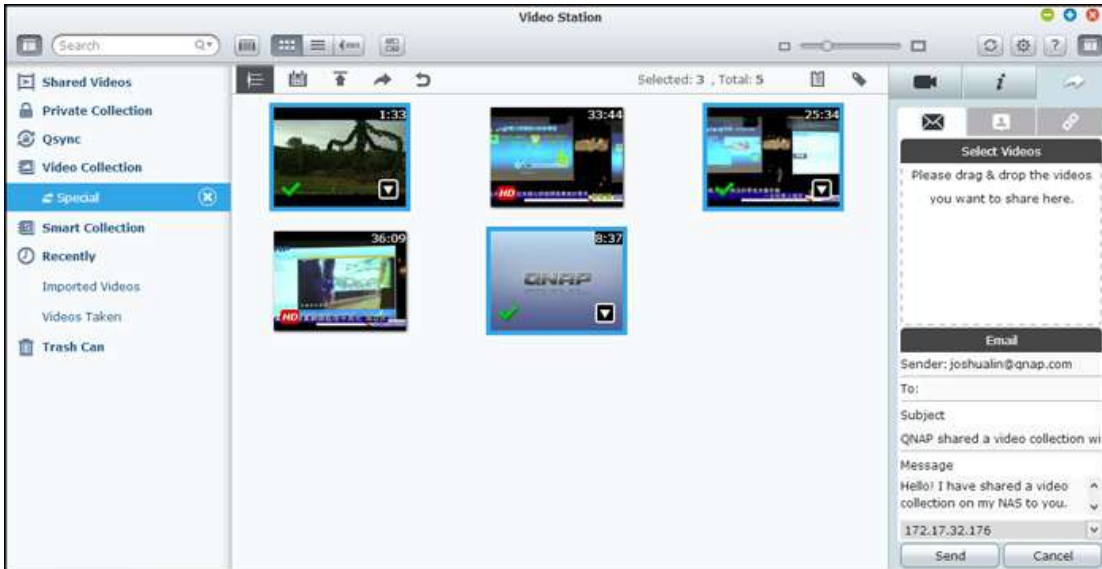 Video Station
Search
Selected: 3 , Total: 5
Shared Videos
Private Collection
Qsync
Video Collection
Special
Smart Collection
Recently
Imported Videos
Videos Taken
Trash Can
1:33
33:44
HD
25:34
36:09
HD
8:37
QNAP
Select Videos
Please drag & drop the videos
you want to share here.
Email
Sender: joshualin@qnap.com
To:
Subject
QNAP shared a video collection wi
Message
Hello! I have shared a video
collection on my NAS to you.
172.17.32.176
Send
Cancel